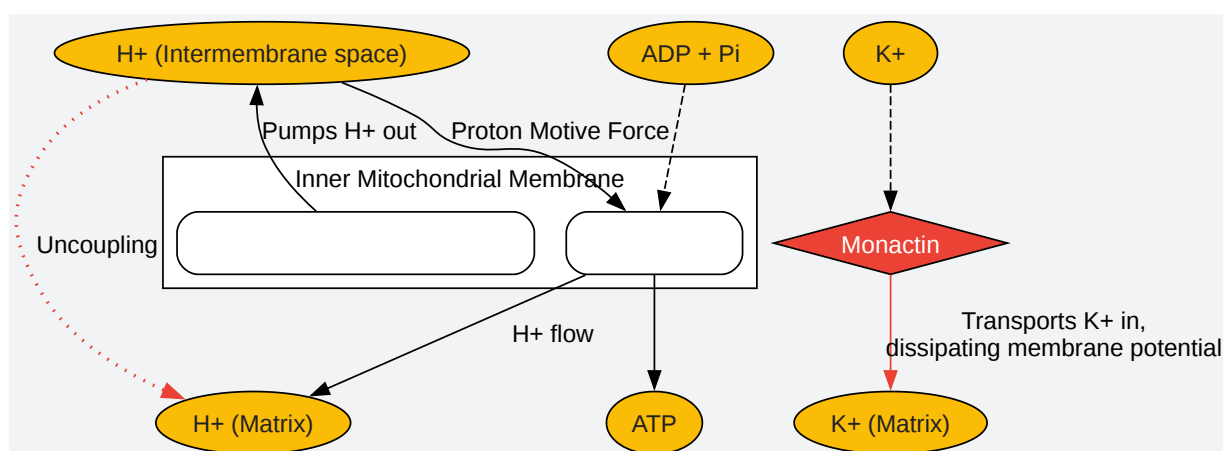 H+ (Intermembrane space)
ADP + Pi
K+
Pumps H+ out
Proton Motive Force
Inner Mitochondrial Membrane
Uncoupling
Monactin
H+ flow
Transports K+ in,
dissipating membrane potential
H+ (Matrix)
ATP
K+ (Matrix)